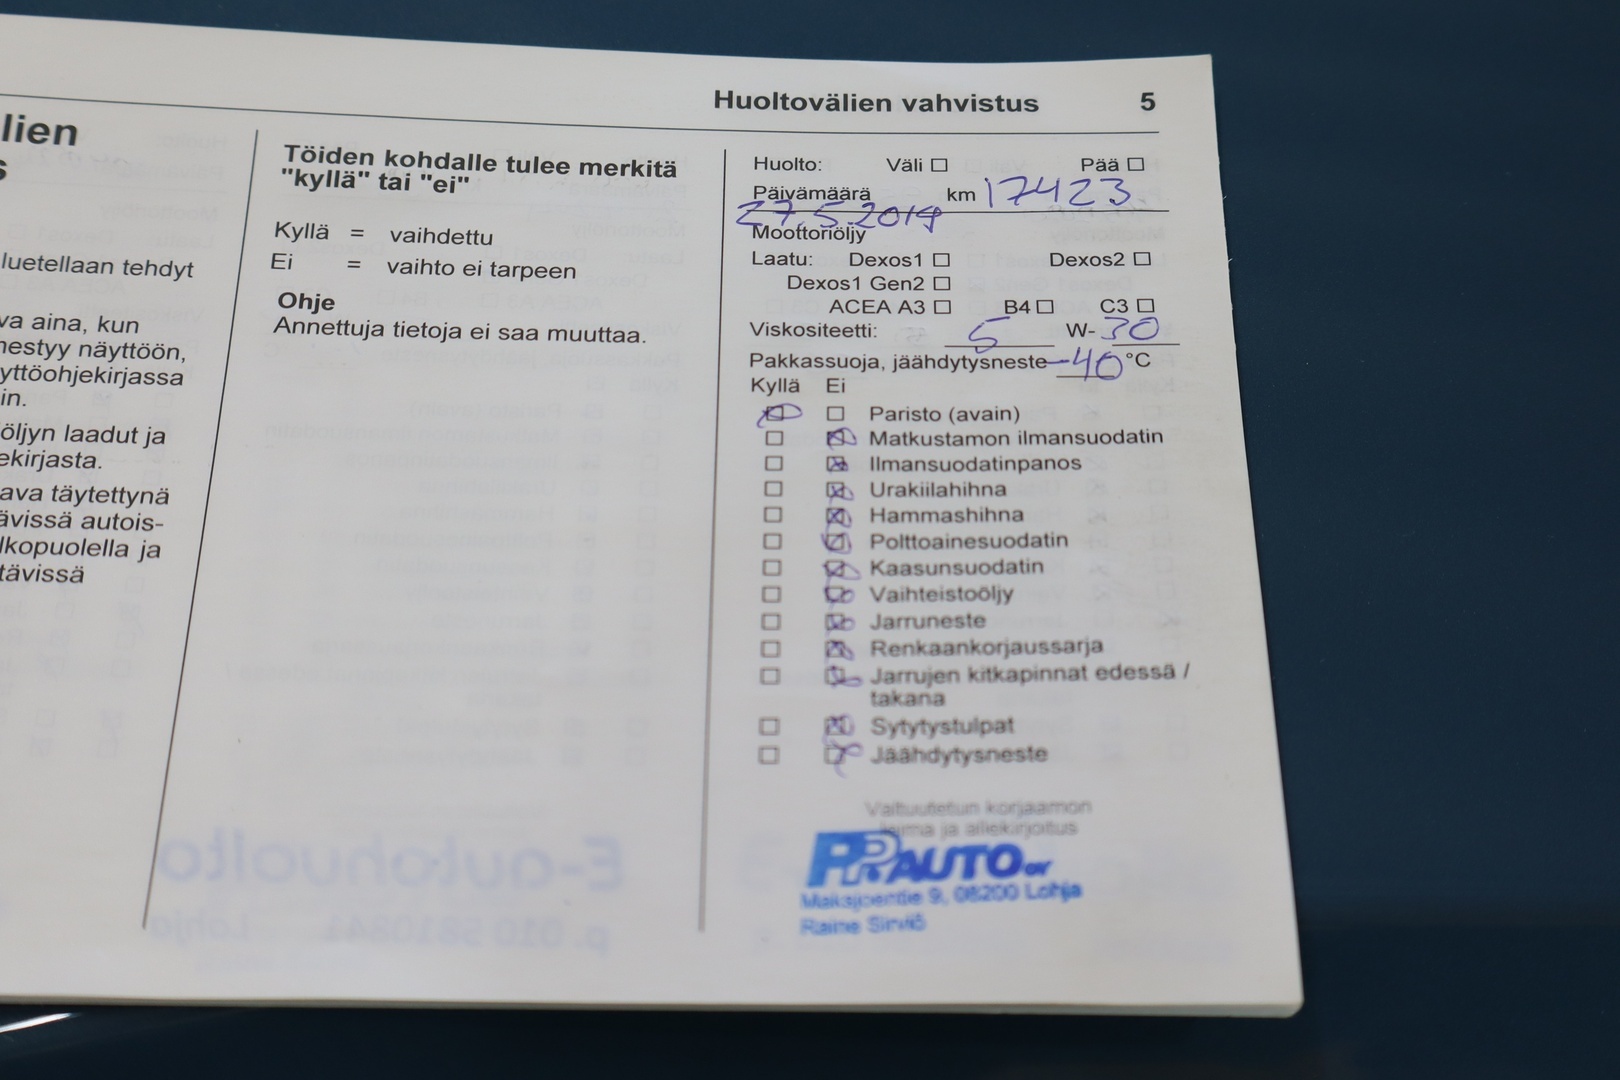 Huoltovälien vahvistus 5
lien
s
luetellaan tehdyt
va aina, kun
nestyy näyttöön,
yttöohjekirjassa
in.
öljyn laadut ja
ekirjasta.
ava täytettynä
ävissä autois-
lkopuolella ja
tävissä
Töiden kohdalle tulee merkitä
"kyllä" tai "ei"
Kyllä = vaihdettu
Ei = vaihto ei tarpeen
Ohje
Annettuja tietoja ei saa muuttaa.
Huolto: Väli ☐ Pää ☐
Päivämäärä km 17423
27.5.2019
Moottoriöljy
Laatu: Dexos1 ☐ Dexos2 ☐
Dexos1 Gen2 ☐
ACEA A3 ☐ B4 ☐ C3 ☐
Viskositeetti: 5 W- 30
Pakkassuoja, jäähdytysneste -40 °C
Kyllä Ei
Paristo (avain)
Matkustamon ilmansuodatin
Ilmansuodatinpanos
Urakiilahihna
Hammashihna
Polttoainesuodatin
Kaasunsuodatin
Vaihteistoöljy
Jarruneste
Renkaankorjaussarja
Jarrujen kitkapinnat edessä /
takana
Sytytystulpat
Jäähdytysneste
Valtuutetun korjaamon
leima ja allekirjoitus
PPAUTO OY
Maksjoentie 9, 08200 Lohja
Raine Sirviö